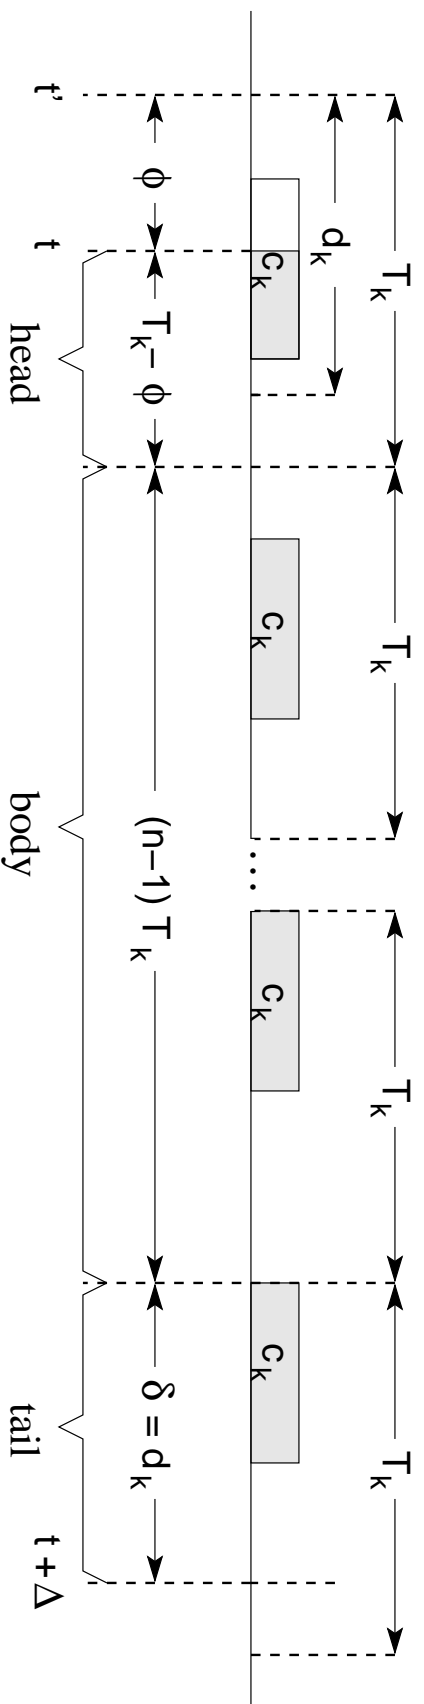 T_k T_k T_k T_k
d_k
c_k c_k ... c_k c_k
ϕ T_k − ϕ (n−1) T_k δ = d_k
head body tail
t' t t + Δ